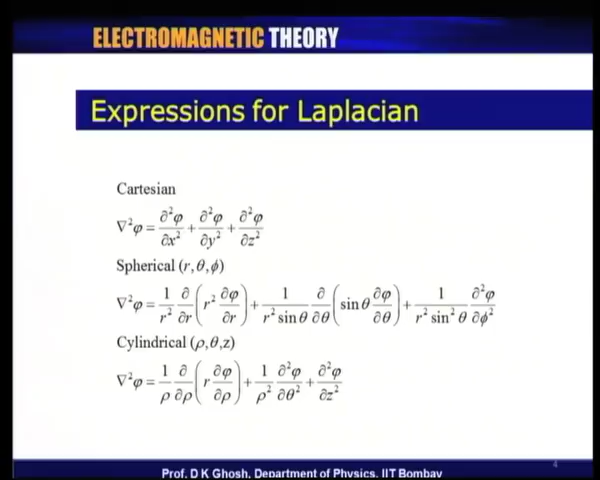 ELECTROMAGNETIC THEORY
Expressions for Laplacian
Cartesian
∇²φ = ∂²φ/∂x² + ∂²φ/∂y² + ∂²φ/∂z²
Spherical (r, θ, ϕ)
∇²φ = 1/r² ∂/∂r (r² ∂φ/∂r) + 1/(r² sin θ) ∂/∂θ (sin θ ∂φ/∂θ) + 1/(r² sin² θ) ∂²φ/∂ϕ²
Cylindrical (ρ, θ, z)
∇²φ = 1/ρ ∂/∂ρ (r ∂φ/∂ρ) + 1/ρ² ∂²φ/∂θ² + ∂²φ/∂z²
4
Prof. D K Ghosh, Department of Physics, IIT Bombay